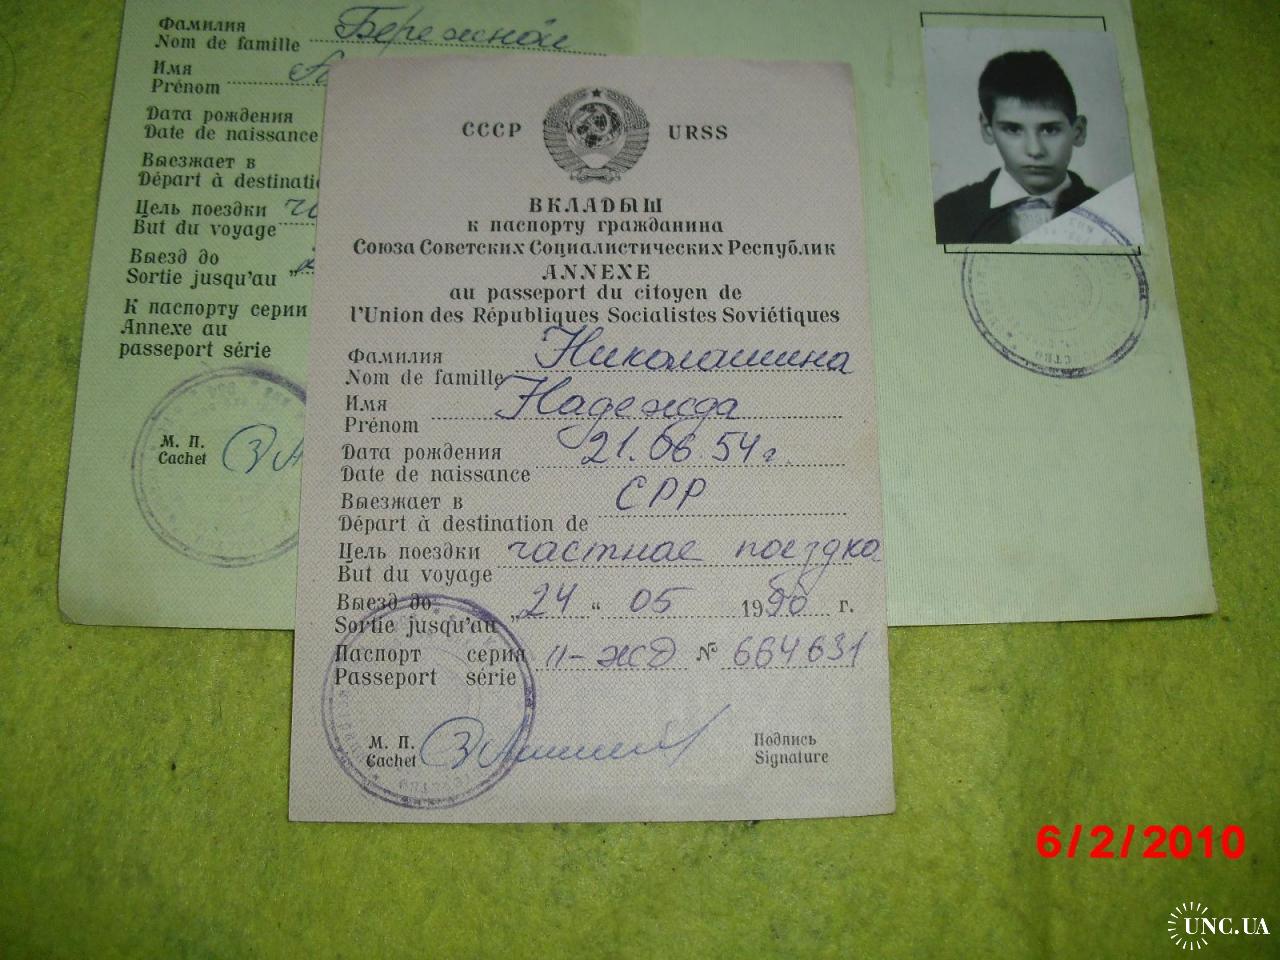 Фамилия Бережной
Nom de famille
Имя
Prénom
Дата рождения
Date de naissance
Выезжает в
Départ à destinati
Цель поездки
But du voyage
Выезд до
Sortie jusqu'au "
К паспорту серии
Annexe au
passeport série
М. П.
Cachet
СССР URSS
ВКЛАДЫШ
к паспорту гражданина
Союза Советских Социалистических Республик
ANNEXE
au passeport du citoyen de
l'Union des Républiques Socialistes Soviétiques
Фамилия Николашина
Nom de famille
Имя Надежда
Prénom
Дата рождения 21.06.54 г.
Date de naissance
Выезжает в СРР
Départ à destination de
Цель поездки частная поездка
But du voyage
Выезд до „24 “ 05 1990 г.
Sortie jusqu'au
Паспорт серия II-ЖД № 664631
Passeport série
М. П. Подпись
Cachet Signature
6/2/2010
UNC.UA